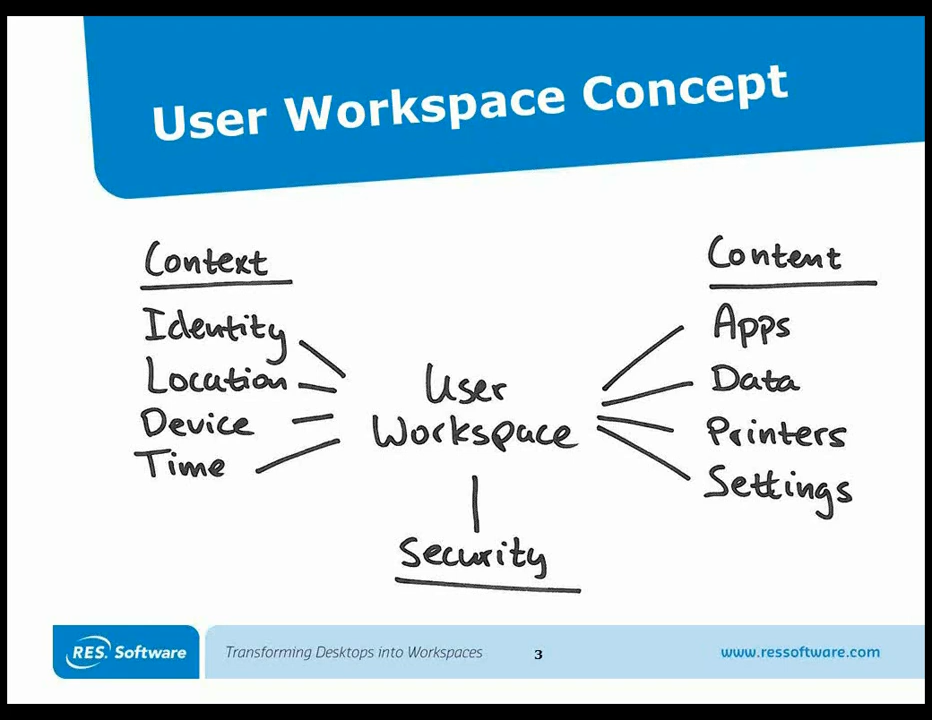 User Workspace Concept
Context
Identity
Location
Device
Time
User
Workspace
Security
Content
Apps
Data
Printers
Settings
RES. Software
Transforming Desktops into Workspaces
3
www.ressoftware.com